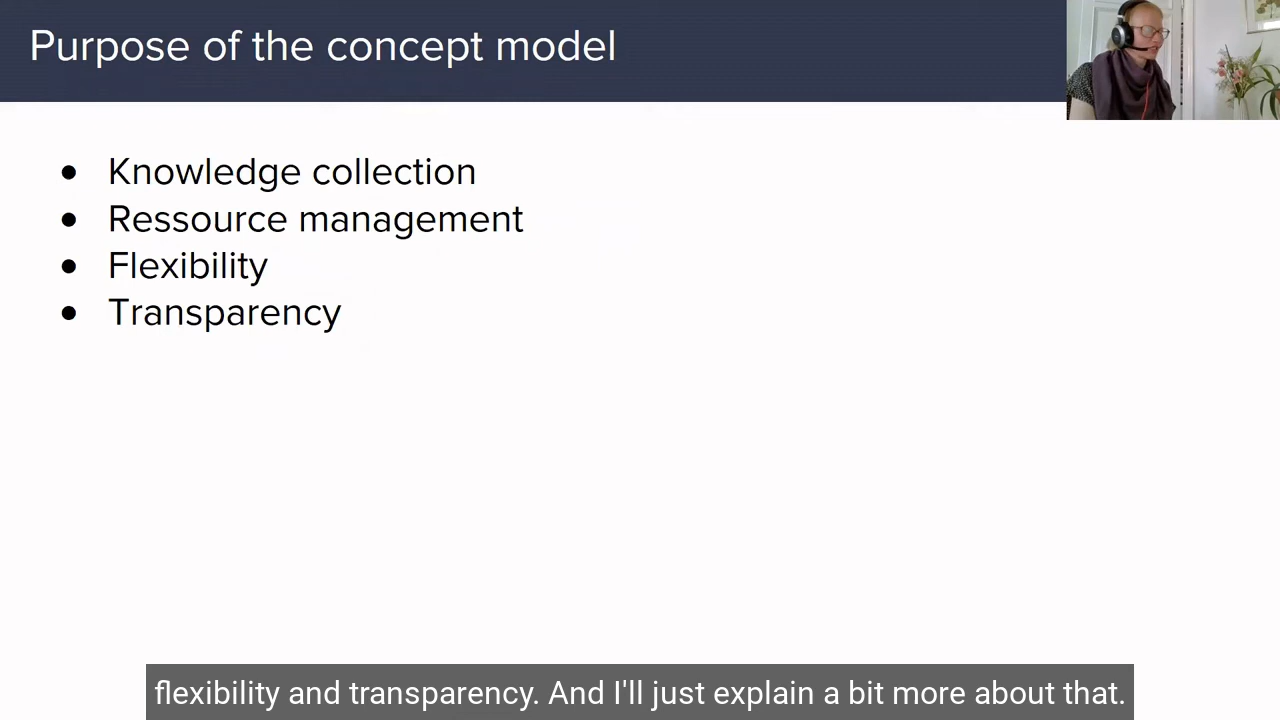 Purpose of the concept model
• Knowledge collection
• Ressource management
• Flexibility
• Transparency
flexibility and transparency. And I'll just explain a bit more about that.